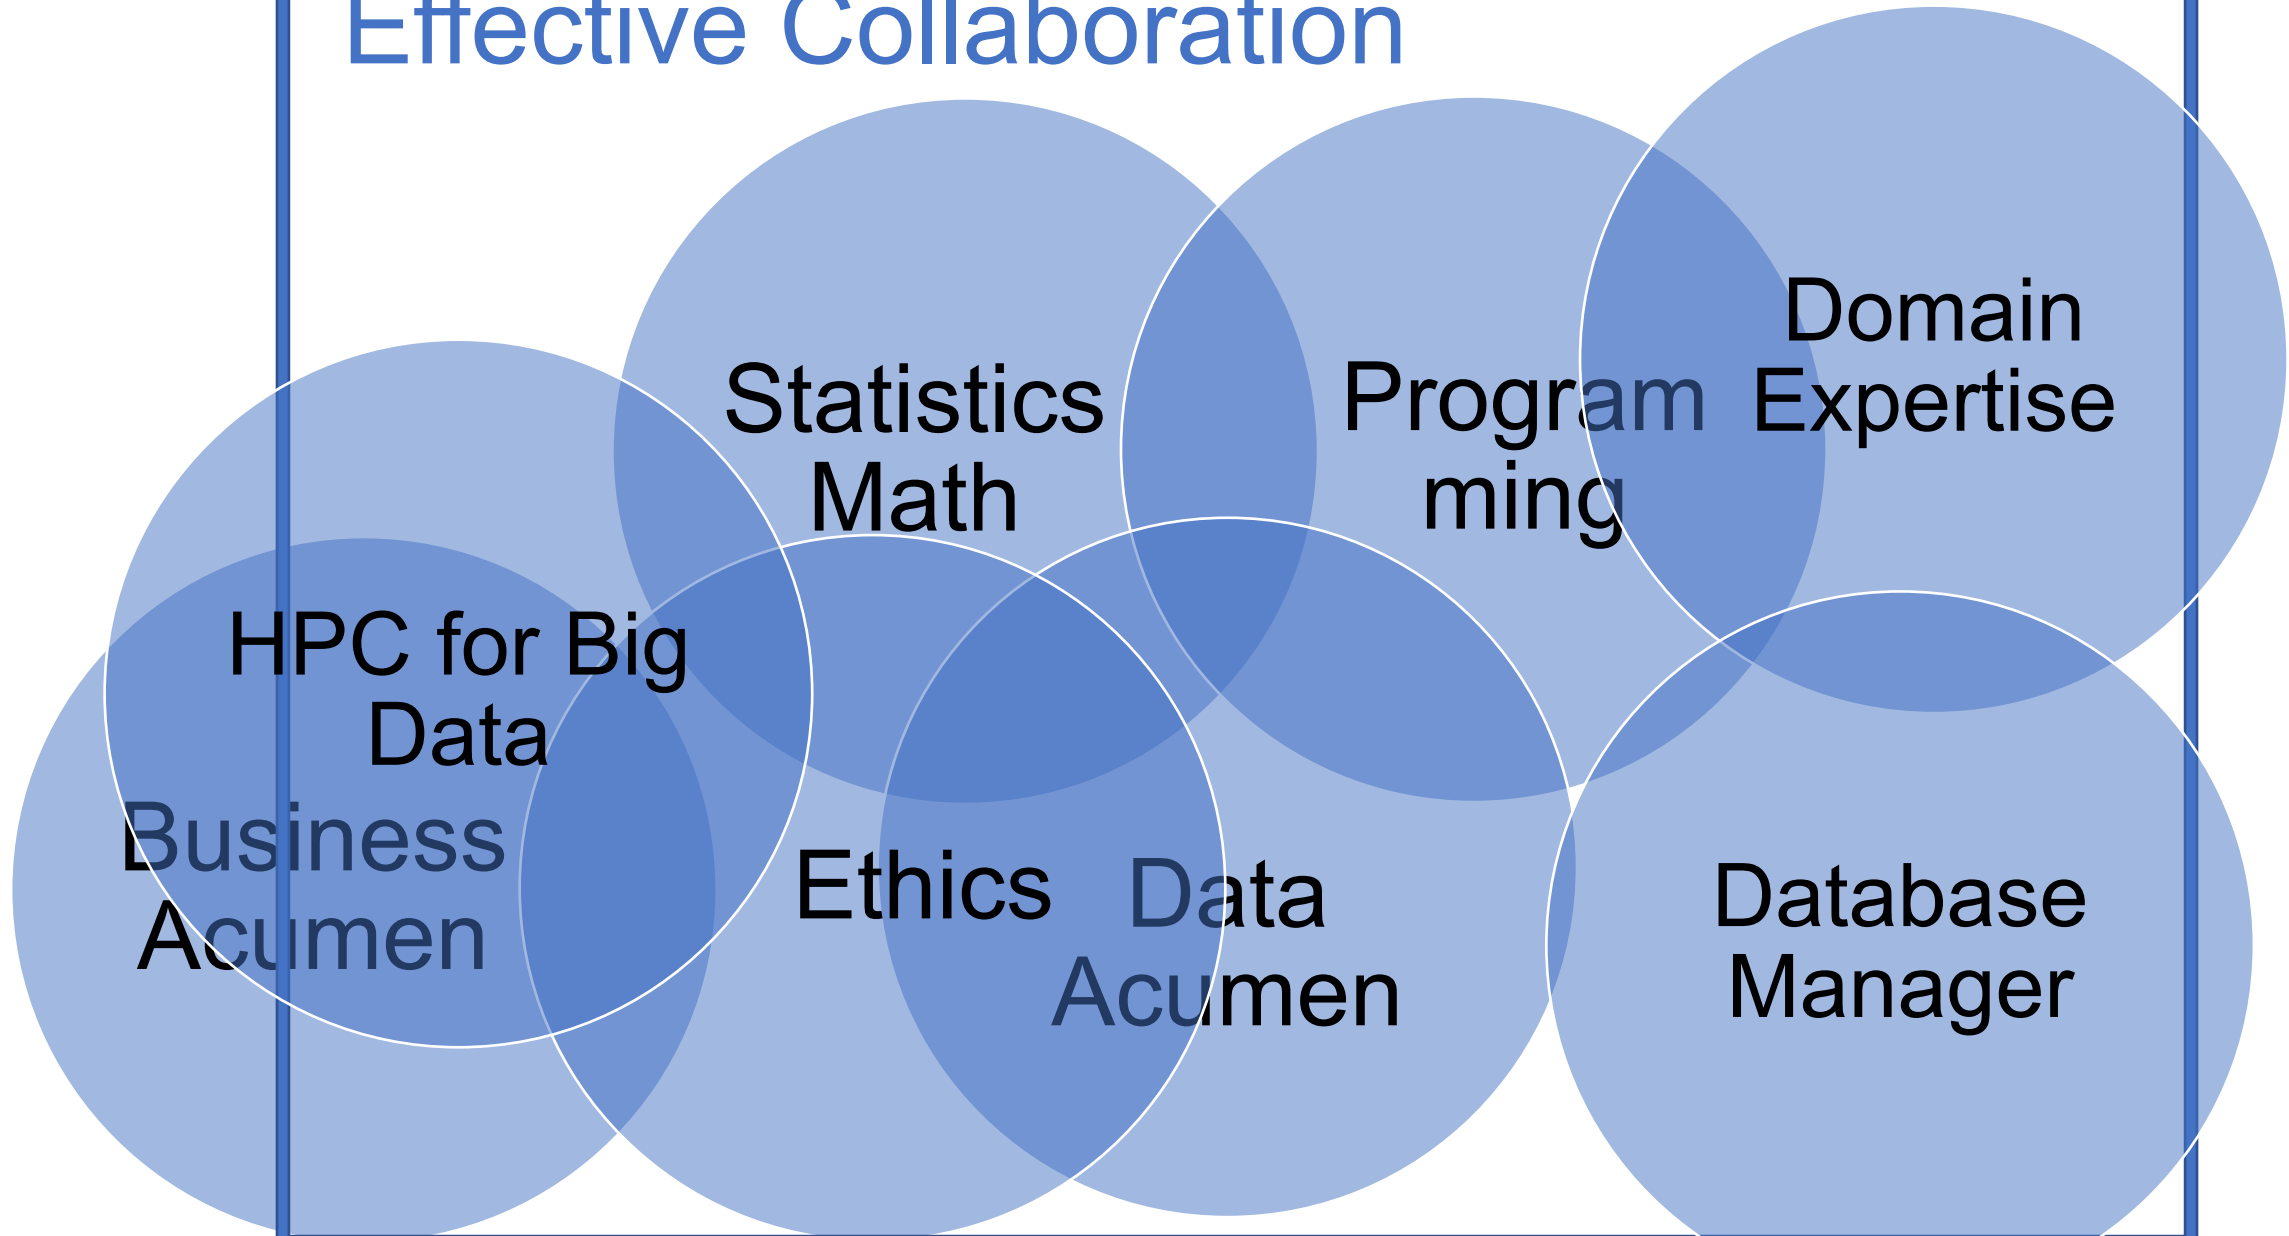 Effective Collaboration
Statistics
Math
Program
ming
Domain
Expertise
HPC for Big
Data
Business
Acumen
Ethics
Data
Acumen
Database
Manager